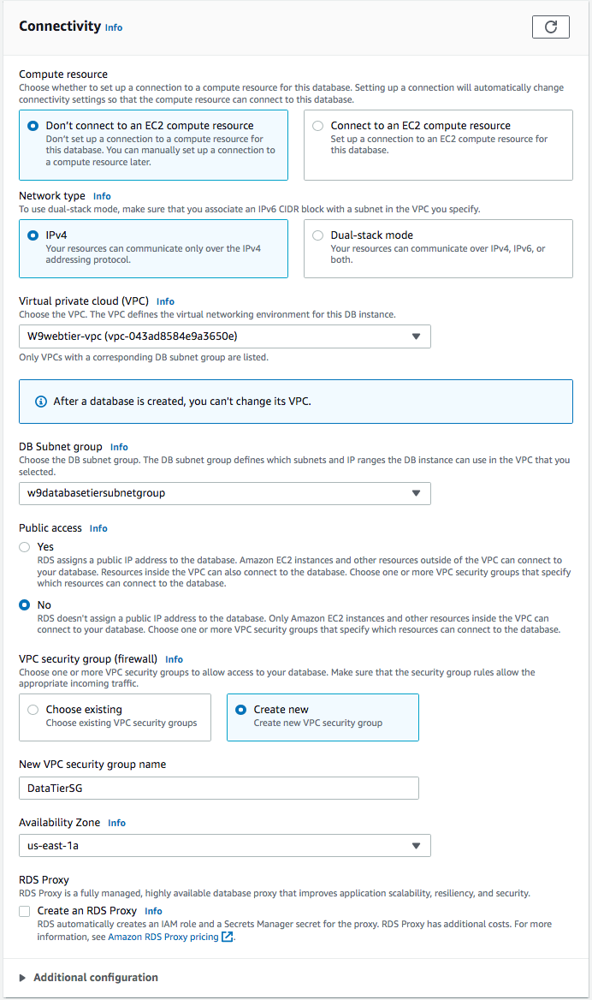 Connectivity Info
Compute resource
Choose whether to set up a connection to a compute resource for this database. Setting up a connection will automatically change
connectivity settings so that the compute resource can connect to this database.
Don't connect to an EC2 compute resource
Don't set up a connection to a compute resource for
this database. You can manually set up a connection to
a compute resource later.
Connect to an EC2 compute resource
Set up a connection to an EC2 compute resource for
this database.
Network type Info
To use dual-stack mode, make sure that you associate an IPv6 CIDR block with a subnet in the VPC you specify.
IPv4
Your resources can communicate only over the IPv4
addressing protocol.
Dual-stack mode
Your resources can communicate over IPv4, IPv6, or
both.
Virtual private cloud (VPC) Info
Choose the VPC. The VPC defines the virtual networking environment for this DB instance.
W9webtier-vpc (vpc-043ad8584e9a3650e)
Only VPCs with a corresponding DB subnet group are listed.
After a database is created, you can't change its VPC.
DB Subnet group Info
Choose the DB subnet group. The DB subnet group defines which subnets and IP ranges the DB instance can use in the VPC that you
selected.
w9databasetiersubnetgroup
Public access Info
Yes
RDS assigns a public IP address to the database. Amazon EC2 instances and other resources outside of the VPC can connect to
your database. Resources inside the VPC can also connect to the database. Choose one or more VPC security groups that specify
which resources can connect to the database.
No
RDS doesn't assign a public IP address to the database. Only Amazon EC2 instances and other resources inside the VPC can
connect to your database. Choose one or more VPC security groups that specify which resources can connect to the database.
VPC security group (firewall) Info
Choose one or more VPC security groups to allow access to your database. Make sure that the security group rules allow the
appropriate incoming traffic.
Choose existing
Choose existing VPC security groups
Create new
Create new VPC security group
New VPC security group name
DataTierSG
Availability Zone Info
us-east-1a
RDS Proxy
RDS Proxy is a fully managed, highly available database proxy that improves application scalability, resiliency, and security.
Create an RDS Proxy Info
RDS automatically creates an IAM role and a Secrets Manager secret for the proxy. RDS Proxy has additional costs. For more
information, see Amazon RDS Proxy pricing.
Additional configuration